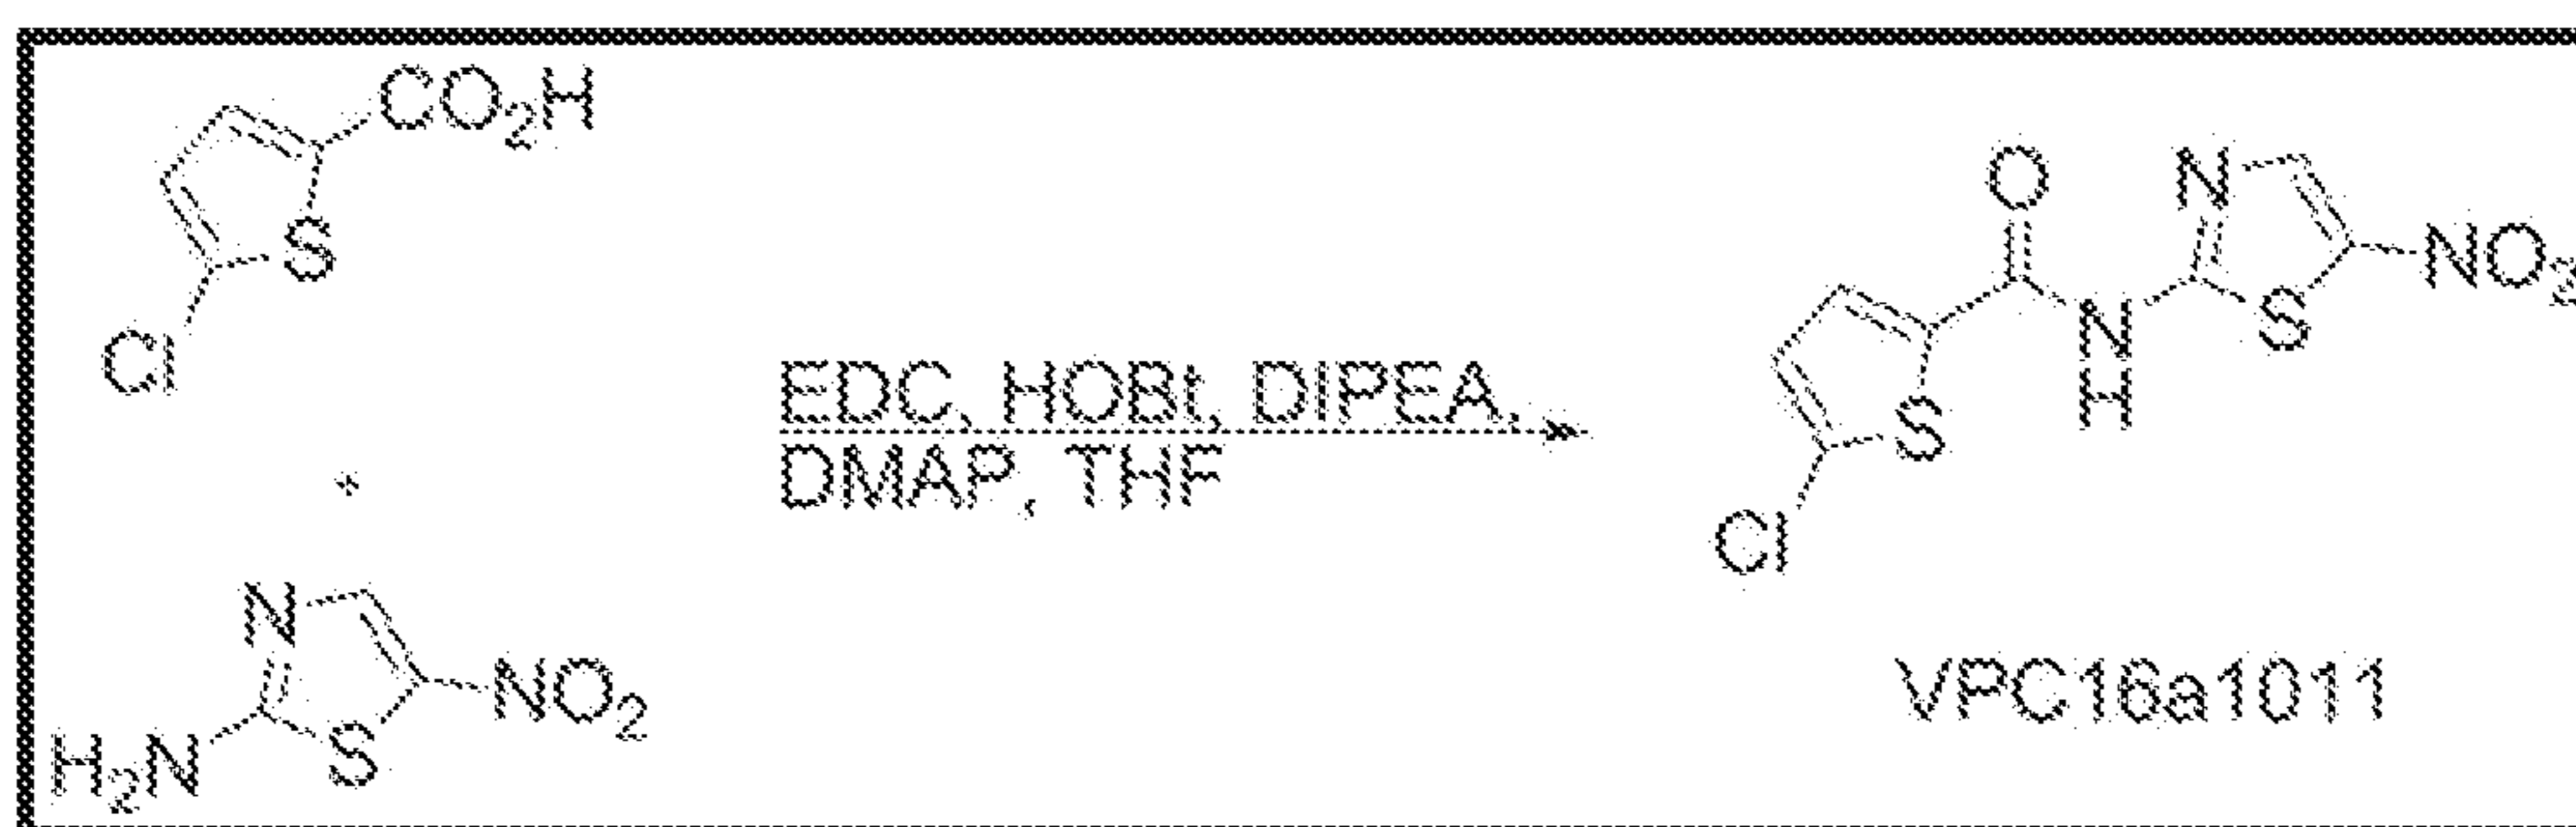 CO₂H
S
Cl
+
N
NO₂
H₂N
S
EDC, HOBt, DIPEA,
DMAP, THF
O
N
NO₂
N
H
S
S
Cl
VPC16a1011